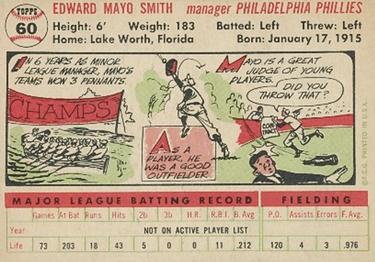 TOPPS
60
EDWARD MAYO SMITH manager PHILADELPHIA PHILLIES
Height: 6' Weight: 183 Batted: Left Threw: Left
Home: Lake Worth, Florida Born: January 17, 1915
IN 6 YEARS AS MINOR
LEAGUE MANAGER, MAYO'S
TEAMS WON 3 PENNANTS.
CHAMPS
AS A
PLAYER, HE
WAS A GOOD
OUTFIELDER
MAYO IS A GREAT
JUDGE OF YOUNG
PLAYERS.
DID YOU
THROW THAT?
CON
TRACT
©T.C.G. PRINTED IN U.S.A.
MAJOR LEAGUE BATTING RECORD FIELDING
Games At Bat Runs Hits 2b 3b H.R. R.B.I. B.Avg P.O. Assists Errors F.Avg.
Year NOT ON ACTIVE PLAYER LIST
Life 73 203 18 43 5 0 0 11 .212 120 4 3 .976